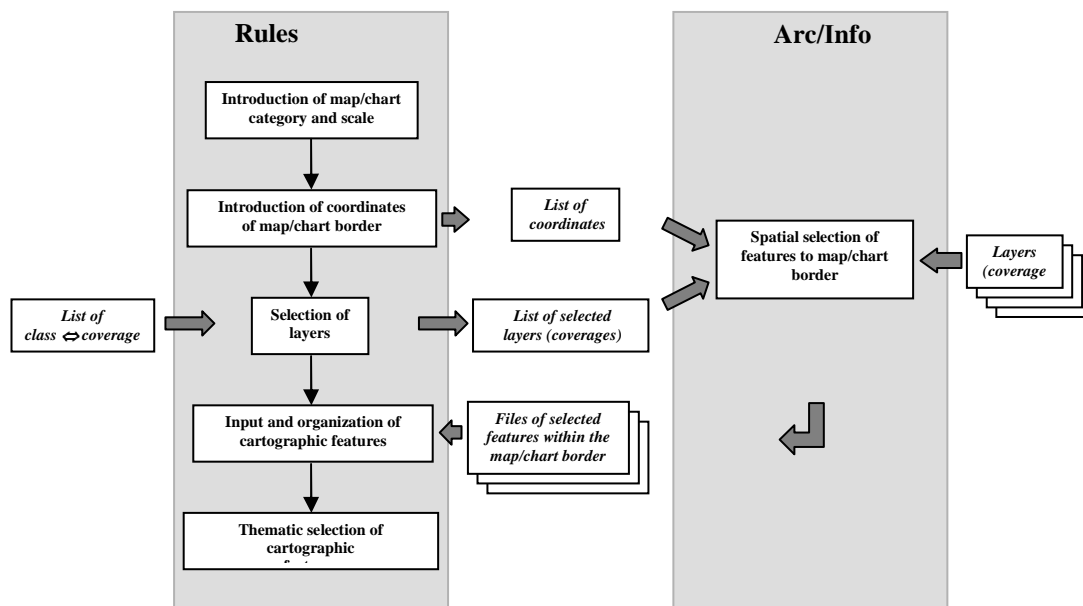 Rules
Arc/Info
Introduction of map/chart
category and scale
Introduction of coordinates
of map/chart border
List of
coordinates
Spatial selection of
features to map/chart
border
Layers
(coverage
List of
class ⇔ coverage
Selection of
layers
List of selected
layers (coverages)
Input and organization of
cartographic features
Files of selected
features within the
map/chart border
Thematic selection of
cartographic